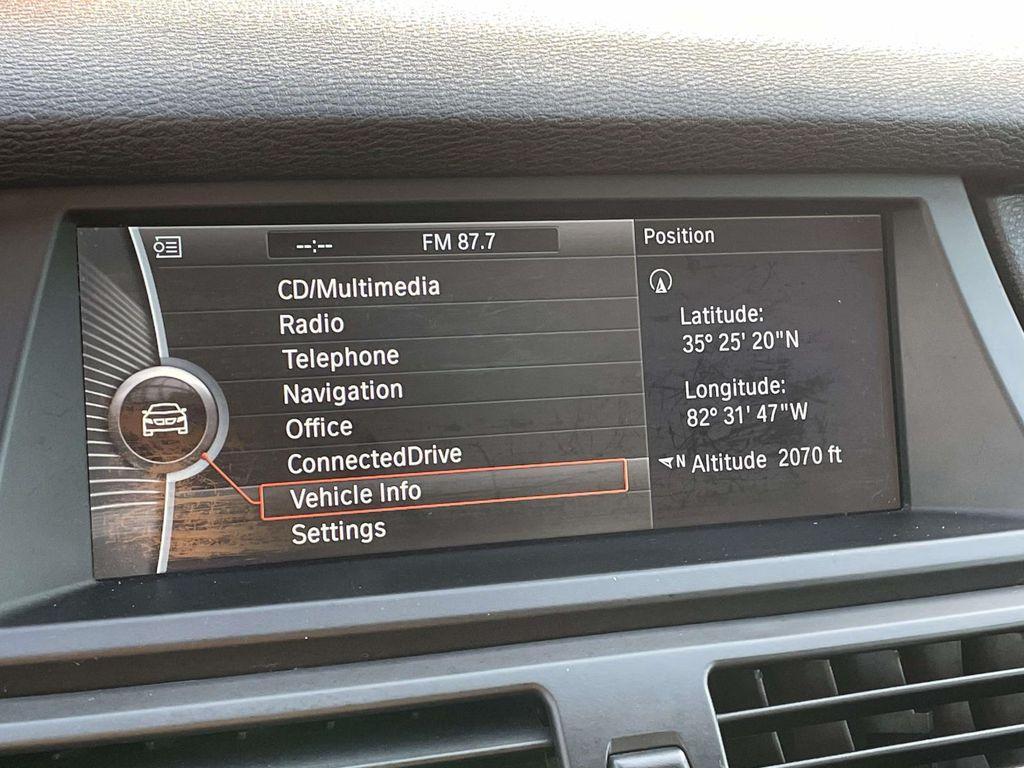 --:-- FM 87.7
CD/Multimedia
Radio
Telephone
Navigation
Office
ConnectedDrive
Vehicle Info
Settings
Position
Latitude:
35° 25' 20"N
Longitude:
82° 31' 47"W
N Altitude 2070 ft